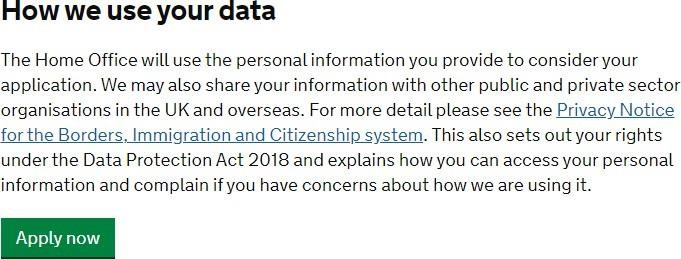 How we use your data
The Home Office will use the personal information you provide to consider your
application. We may also share your information with other public and private sector
organisations in the UK and overseas. For more detail please see the Privacy Notice
for the Borders, Immigration and Citizenship system. This also sets out your rights
under the Data Protection Act 2018 and explains how you can access your personal
information and complain if you have concerns about how we are using it.
Apply now